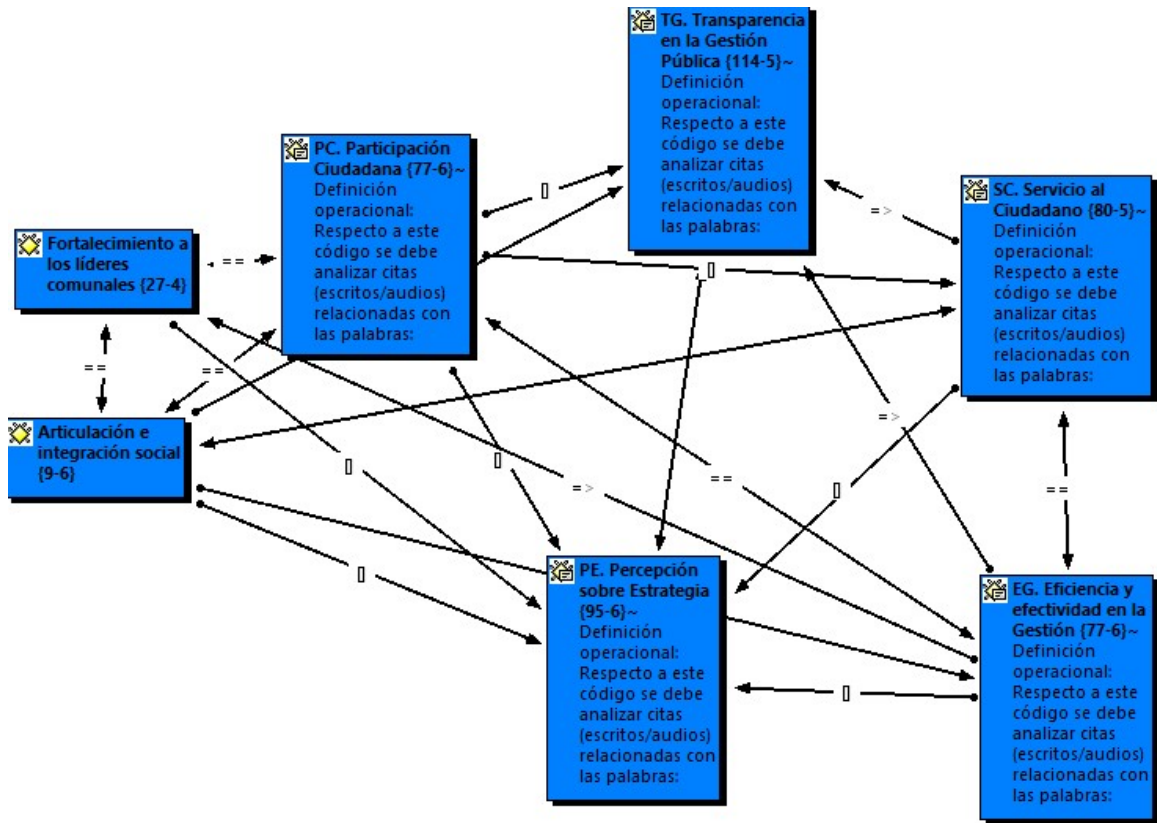 TG. Transparencia
en la Gestión
Pública {114-5}~
Definición
operacional:
Respecto a este
código se debe
analizar citas
(escritos/audios)
relacionadas con
las palabras:
PC. Participación
Ciudadana {77-6}~
Definición
operacional:
Respecto a este
código se debe
analizar citas
(escritos/audios)
relacionadas con
las palabras:
SC. Servicio al
Ciudadano {80-5}~
Definición
operacional:
Respecto a este
código se debe
analizar citas
(escritos/audios)
relacionadas con
las palabras:
Fortalecimiento a
los líderes
comunales {27-4}
Articulación e
integración social
{9-6}
PE. Percepción
sobre Estrategia
{95-6}~
Definición
operacional:
Respecto a este
código se debe
analizar citas
(escritos/audios)
relacionadas con
las palabras:
EG. Eficiencia y
efectividad en la
Gestión {77-6}~
Definición
operacional:
Respecto a este
código se debe
analizar citas
(escritos/audios)
relacionadas con
las palabras:
==
==
==
[]
[]
=>
[]
[]
[]
=>
==
[]
=>
==
[]
[]